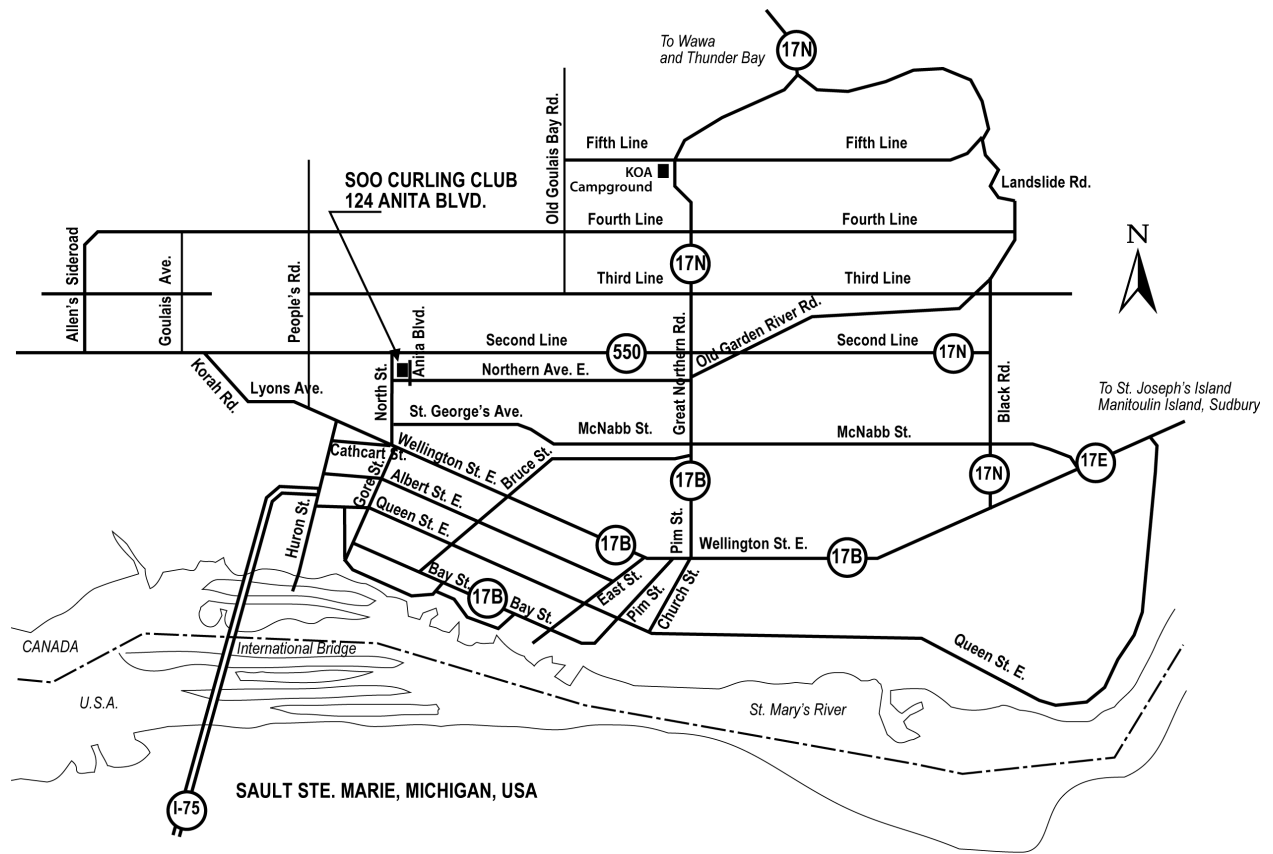 To Wawa
and Thunder Bay
17N
Old Goulais Bay Rd.
Fifth Line
Fifth Line
KOA
Campground
SOO CURLING CLUB
124 ANITA BLVD.
Landslide Rd.
Fourth Line
Fourth Line
N
Allen's Sideroad
Goulais Ave.
People's Rd.
17N
Third Line
Third Line
Anita Blvd.
Second Line
550
Great Northern Rd.
Old Garden River Rd.
Second Line
17N
Northern Ave. E.
Korah Rd.
Lyons Ave.
North St.
Black Rd.
To St. Joseph's Island
Manitoulin Island, Sudbury
St. George's Ave.
McNabb St.
McNabb St.
Cathcart St.
Wellington St. E.
Bruce St.
17E
Gore St.
Albert St. E.
17B
17N
Queen St. E.
Huron St.
Pim St.
17B
Wellington St. E.
17B
Bay St.
17B
Bay St.
East St.
Pim St.
Church St.
CANADA
International Bridge
Queen St. E.
U.S.A.
St. Mary's River
I-75
SAULT STE. MARIE, MICHIGAN, USA